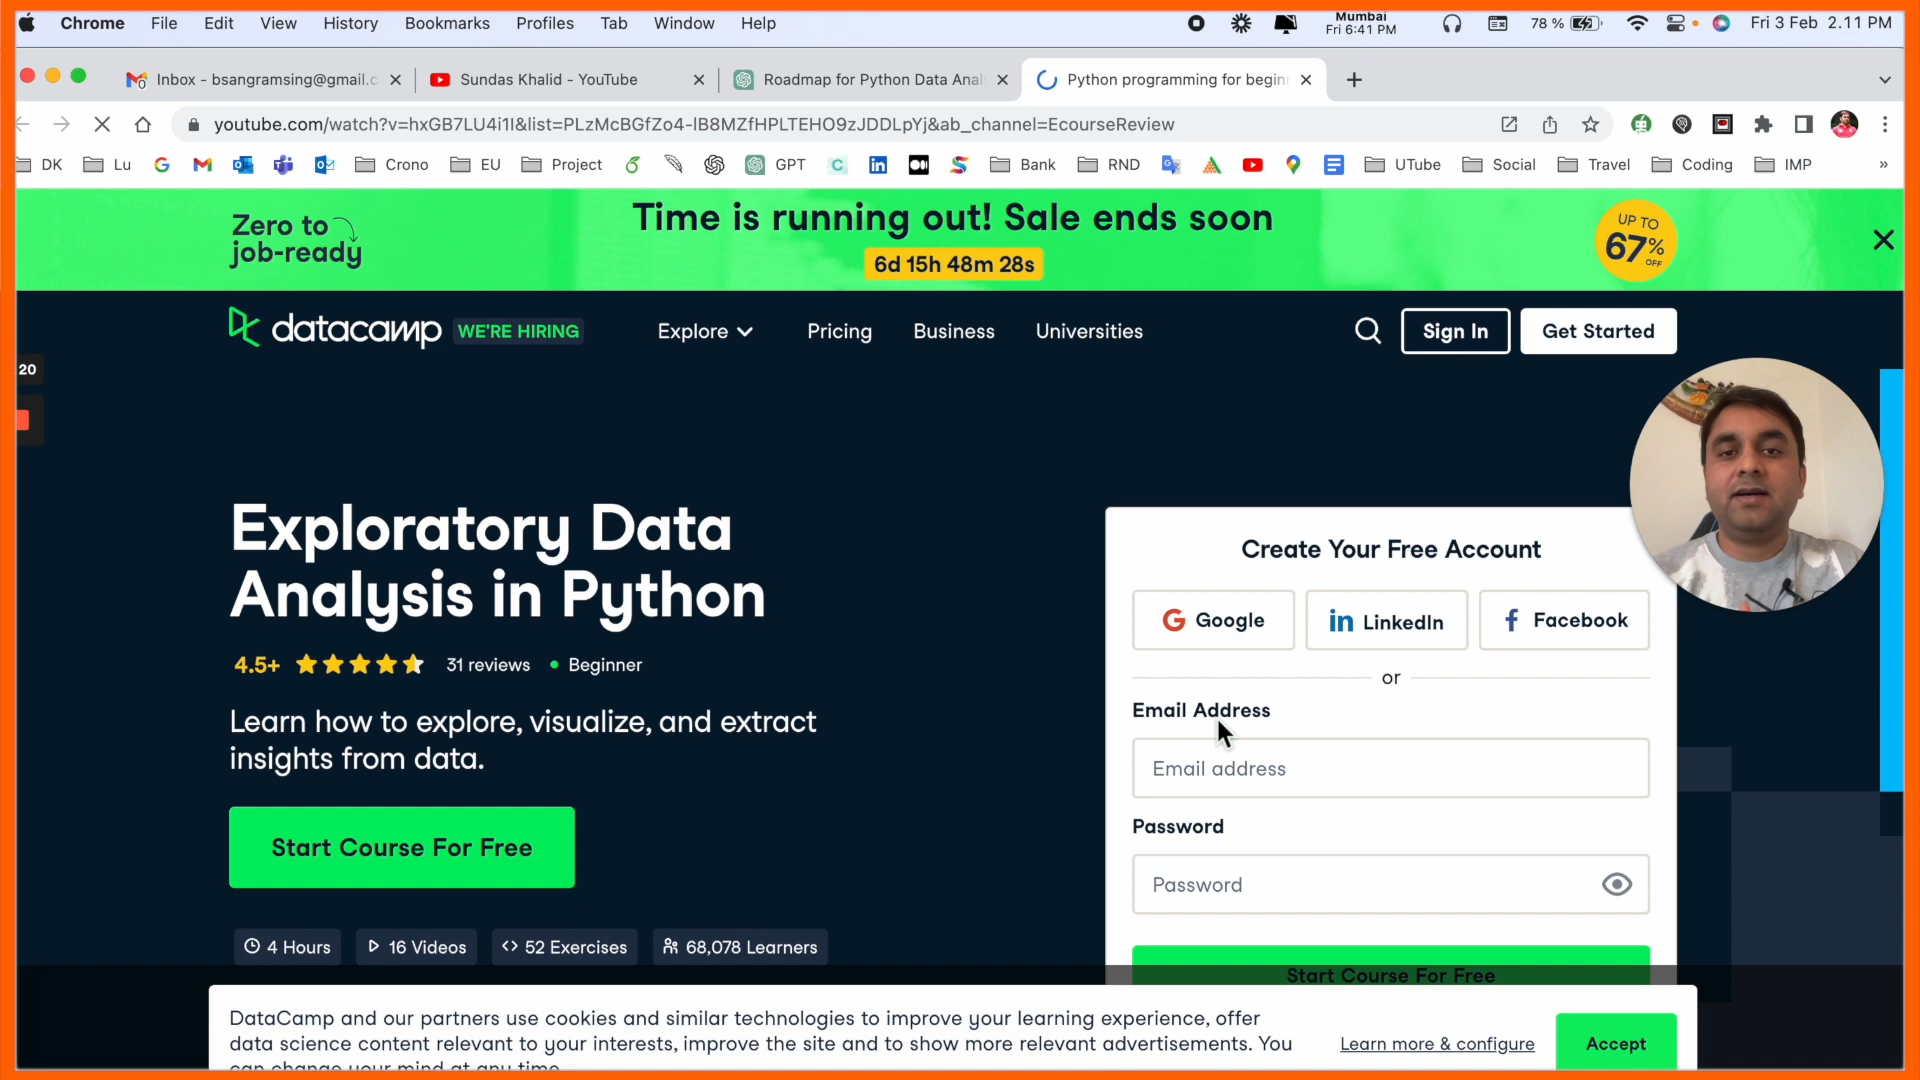 Chrome File Edit View History Bookmarks Profiles Tab Window Help
Mumbai
Fri 6:41 PM
78 %
Fri 3 Feb 2.11 PM
Inbox - bsangramsing@gmail.c
Sundas Khalid - YouTube
Roadmap for Python Data Anal
Python programming for begin
youtube.com/watch?v=hxGB7LU4i1I&list=PLzMcBGfZo4-lB8MZfHPLTEHO9zJDDLpYj&ab_channel=EcourseReview
DK Lu Crono EU Project GPT Bank RND UTube Social Travel Coding IMP »
Zero to
job-ready
Time is running out! Sale ends soon
6d 15h 48m 28s
UP TO
67%
OFF
datacamp WE'RE HIRING Explore Pricing Business Universities Sign In Get Started
20
Exploratory Data
Analysis in Python
4.5+ 31 reviews • Beginner
Learn how to explore, visualize, and extract
insights from data.
Start Course For Free
4 Hours 16 Videos 52 Exercises 68,078 Learners
Create Your Free Account
Google LinkedIn Facebook
or
Email Address
Email address
Password
Password
Start Course For Free
DataCamp and our partners use cookies and similar technologies to improve your learning experience, offer
data science content relevant to your interests, improve the site and to show more relevant advertisements. You
can change your mind at any time.
Learn more & configure
Accept